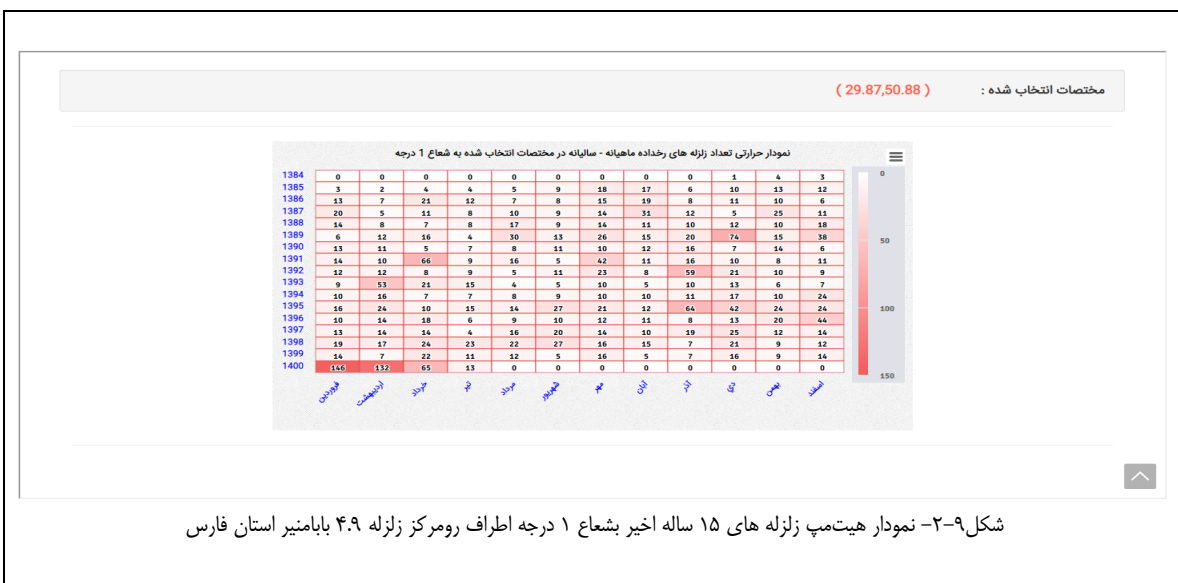 مختصات انتخاب شده : ( 29.87,50.88 )
نمودار حرارتی تعداد زلزله های رخداده ماهیانه - سالیانه در مختصات انتخاب شده به شعاع 1 درجه
1384 0 0 0 0 0 0 0 0 0 1 4 3
1385 3 2 4 4 5 9 18 17 6 10 13 12
1386 13 7 21 12 7 8 15 19 8 11 10 6
1387 20 5 11 8 10 9 14 31 12 5 25 11
1388 14 8 7 8 17 9 14 11 10 12 10 18
1389 6 12 16 4 30 13 26 15 20 74 15 38
1390 13 11 5 7 8 11 10 12 16 7 14 6
1391 14 10 66 9 16 5 42 11 16 10 8 11
1392 12 12 8 9 5 11 23 8 59 21 10 9
1393 9 53 21 15 4 5 10 5 10 13 6 7
1394 10 16 7 7 8 9 10 10 11 17 10 24
1395 16 24 10 15 14 27 21 12 64 42 24 24
1396 10 14 18 6 9 10 12 11 8 13 20 44
1397 13 14 14 4 16 20 14 10 19 25 12 14
1398 19 17 24 23 22 27 16 15 7 21 9 12
1399 14 7 22 11 12 5 16 5 7 16 9 14
1400 146 132 65 13 0 0 0 0 0 0 0 0
فروردین اردیبهشت خرداد تیر مرداد شهریور مهر آبان آذر دی بهمن اسفند
0
50
100
150
شکل۹-۲- نمودار هیت‌مپ زلزله های ۱۵ ساله اخیر بشعاع ۱ درجه اطراف رومرکز زلزله ۴.۹ بابامنیر استان فارس